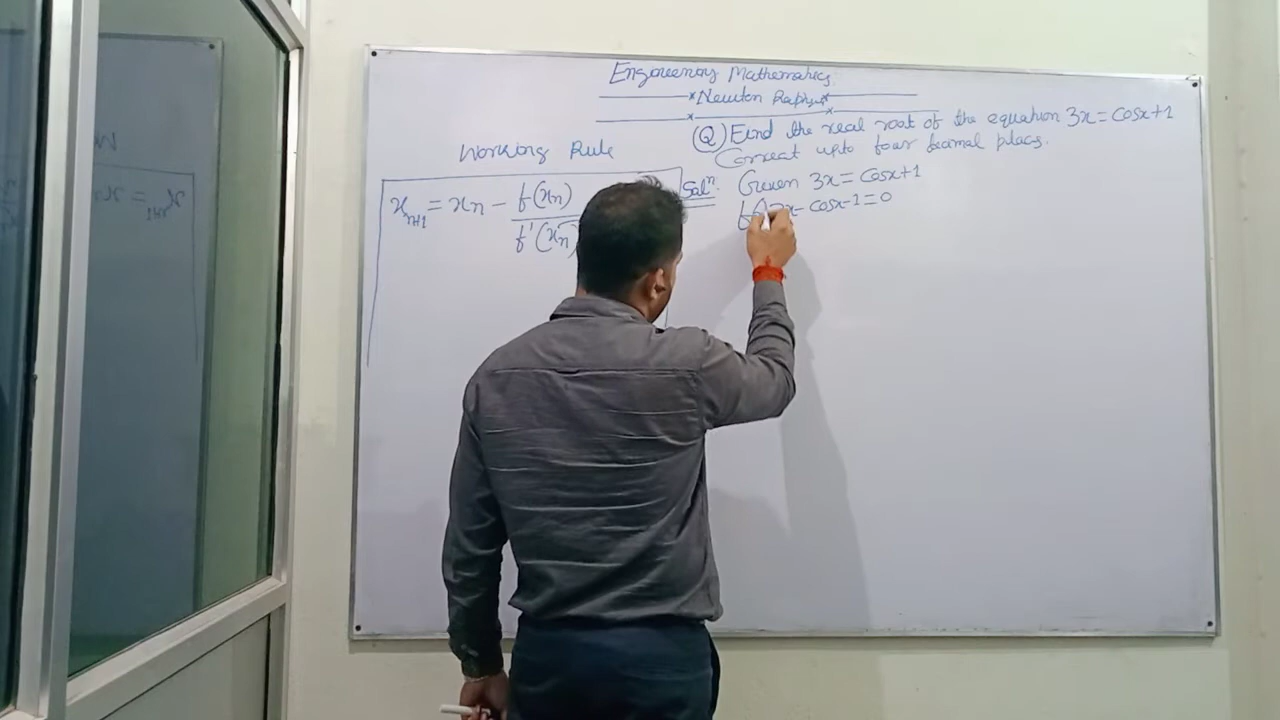 Engineering Mathematics
Newton Raphson
(Q) Find the real root of the equation 3x = cosx+1
Correct upto four decimal places.
Working Rule
x_{n+1} = x_n - f(x_n) / f'(x_n)
Solⁿ. Given 3x = cosx+1
3x - cosx - 1 = 0